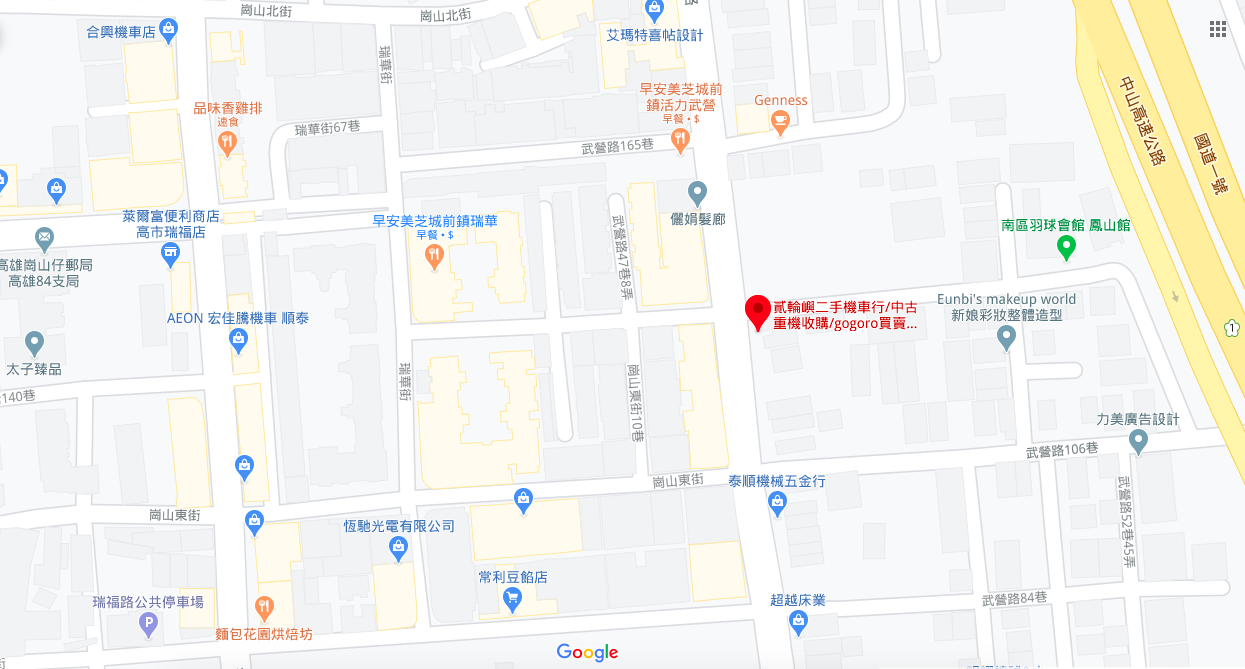 崗山北街
崗山北街
合興機車店
艾瑪特喜帖設計
瑞華街
早安美芝城前
鎮活力武營
早餐·$
Genness
品味香雞排
速食
瑞華街67巷
武營路165巷
中山高速公路
國道一號
萊爾富便利商店
高市瑞福店
早安美芝城前鎮瑞華
早餐·$
儷娟髮廊
南區羽球會館 鳳山館
武營路47巷8弄
高雄崗山仔郵局
高雄84支局
貳輪嶼二手機車行/中古
重機收購/gogoro買賣...
Eunbi's makeup world
新娘彩妝整體造型
AEON 宏佳騰機車 順泰
1
太子臻品
瑞華街
崗山東街10巷
140巷
力美廣告設計
武營路106巷
崗山東街
泰順機械五金行
武營路52巷45弄
崗山東街
恆馳光電有限公司
常利豆餡店
瑞福路公共停車場
P
超越床業
武營路84巷
麵包花園烘焙坊
Google